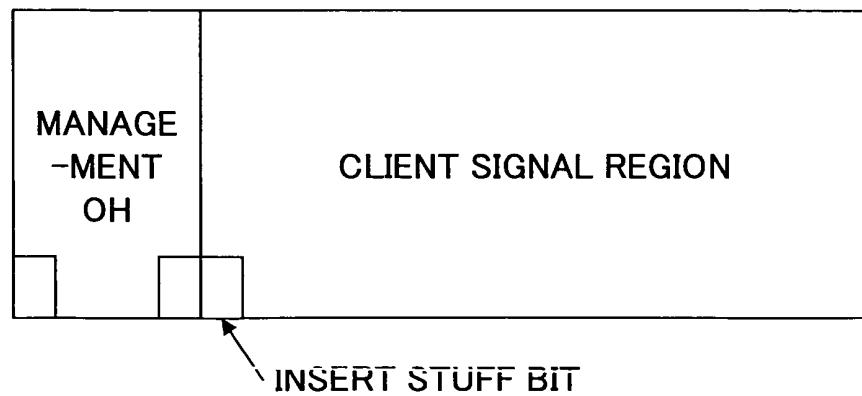 MANAGE
-MENT
OH
CLIENT SIGNAL REGION
INSERT STUFF BIT